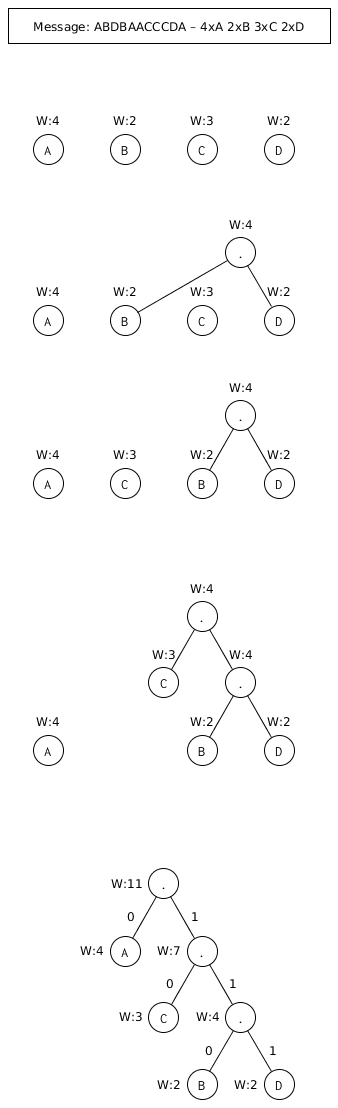 Message: ABDBAACCCDA – 4xA 2xB 3xC 2xD
W:4 W:2 W:3 W:2
A B C D
W:4
.
W:4 W:2 W:3 W:2
A B C D
W:4
.
W:4 W:3 W:2 W:2
A C B D
W:4
.
W:3 W:4
C .
W:4 W:2 W:2
A B D
W:11 .
0 1
W:4 A W:7 .
0 1
W:3 C W:4 .
0 1
W:2 B W:2 D